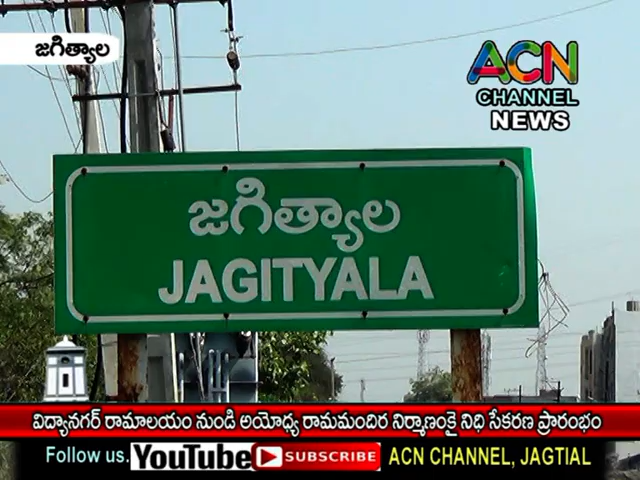 జగిత్యాల
ACN
CHANNEL
NEWS
జగిత్యాల
JAGITYALA
విద్యానగర్ రామాలయం నుండి అయోధ్య రామమందిర నిర్మాణంకై నిధి సేకరణ ప్రారంభం
Follow us. YouTube SUBSCRIBE ACN CHANNEL, JAGTIAL